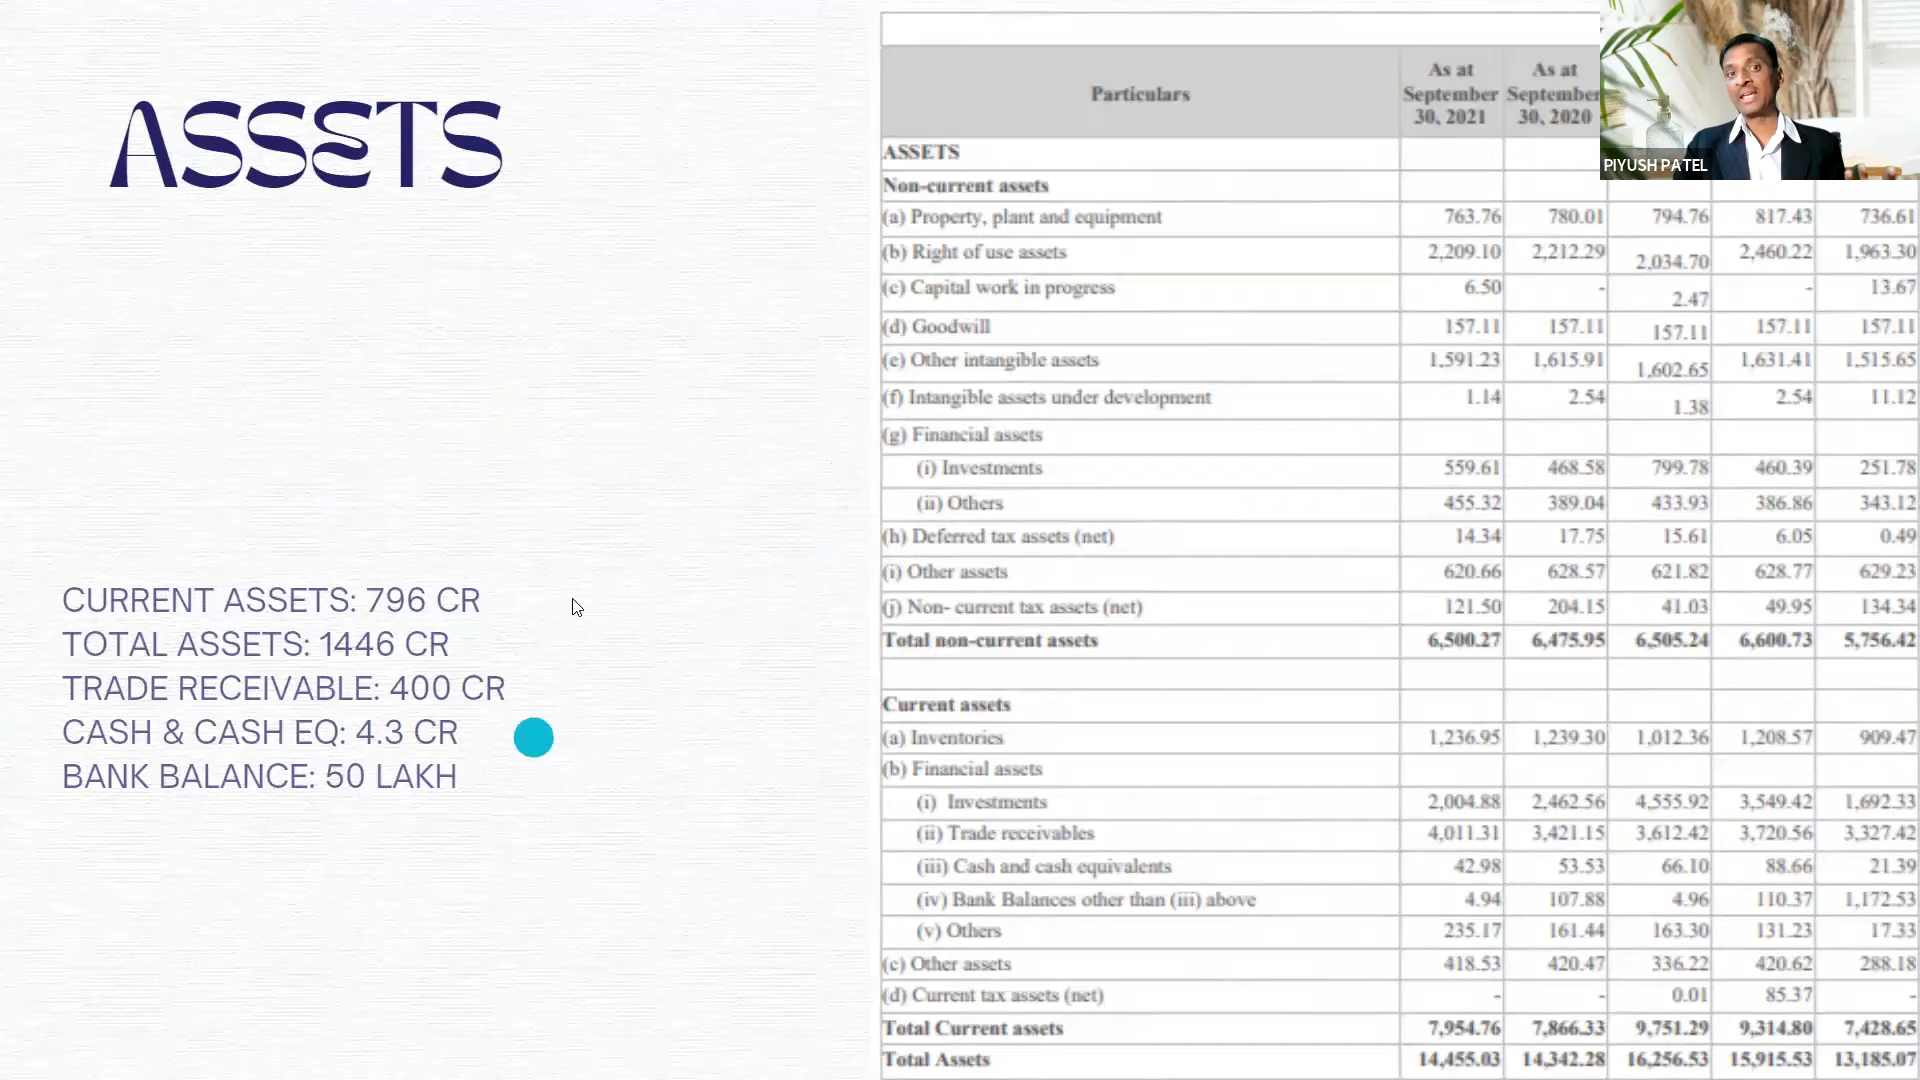 ASSETS
CURRENT ASSETS: 796 CR
TOTAL ASSETS: 1446 CR
TRADE RECEIVABLE: 400 CR
CASH & CASH EQ: 4.3 CR
BANK BALANCE: 50 LAKH
Particulars As at September 30, 2021 As at September 30, 2020
ASSETS
Non-current assets
(a) Property, plant and equipment 763.76 780.01 794.76 817.43 736.61
(b) Right of use assets 2,209.10 2,212.29 2,034.70 2,460.22 1,963.30
(c) Capital work in progress 6.50 - 2.47 - 13.67
(d) Goodwill 157.11 157.11 157.11 157.11 157.11
(e) Other intangible assets 1,591.23 1,615.91 1,602.65 1,631.41 1,515.65
(f) Intangible assets under development 1.14 2.54 1.38 2.54 11.12
(g) Financial assets
(i) Investments 559.61 468.58 799.78 460.39 251.78
(ii) Others 455.32 389.04 433.93 386.86 343.12
(h) Deferred tax assets (net) 14.34 17.75 15.61 6.05 0.49
(i) Other assets 620.66 628.57 621.82 628.77 629.23
(j) Non- current tax assets (net) 121.50 204.15 41.03 49.95 134.34
Total non-current assets 6,500.27 6,475.95 6,505.24 6,600.73 5,756.42
Current assets
(a) Inventories 1,236.95 1,239.30 1,012.36 1,208.57 909.47
(b) Financial assets
(i) Investments 2,004.88 2,462.56 4,555.92 3,549.42 1,692.33
(ii) Trade receivables 4,011.31 3,421.15 3,612.42 3,720.56 3,327.42
(iii) Cash and cash equivalents 42.98 53.53 66.10 88.66 21.39
(iv) Bank Balances other than (iii) above 4.94 107.88 4.96 110.37 1,172.53
(v) Others 235.17 161.44 163.30 131.23 17.33
(c) Other assets 418.53 420.47 336.22 420.62 288.18
(d) Current tax assets (net) - - 0.01 85.37 -
Total Current assets 7,954.76 7,866.33 9,751.29 9,314.80 7,428.65
Total Assets 14,455.03 14,342.28 16,256.53 15,915.53 13,185.07
PIYUSH PATEL